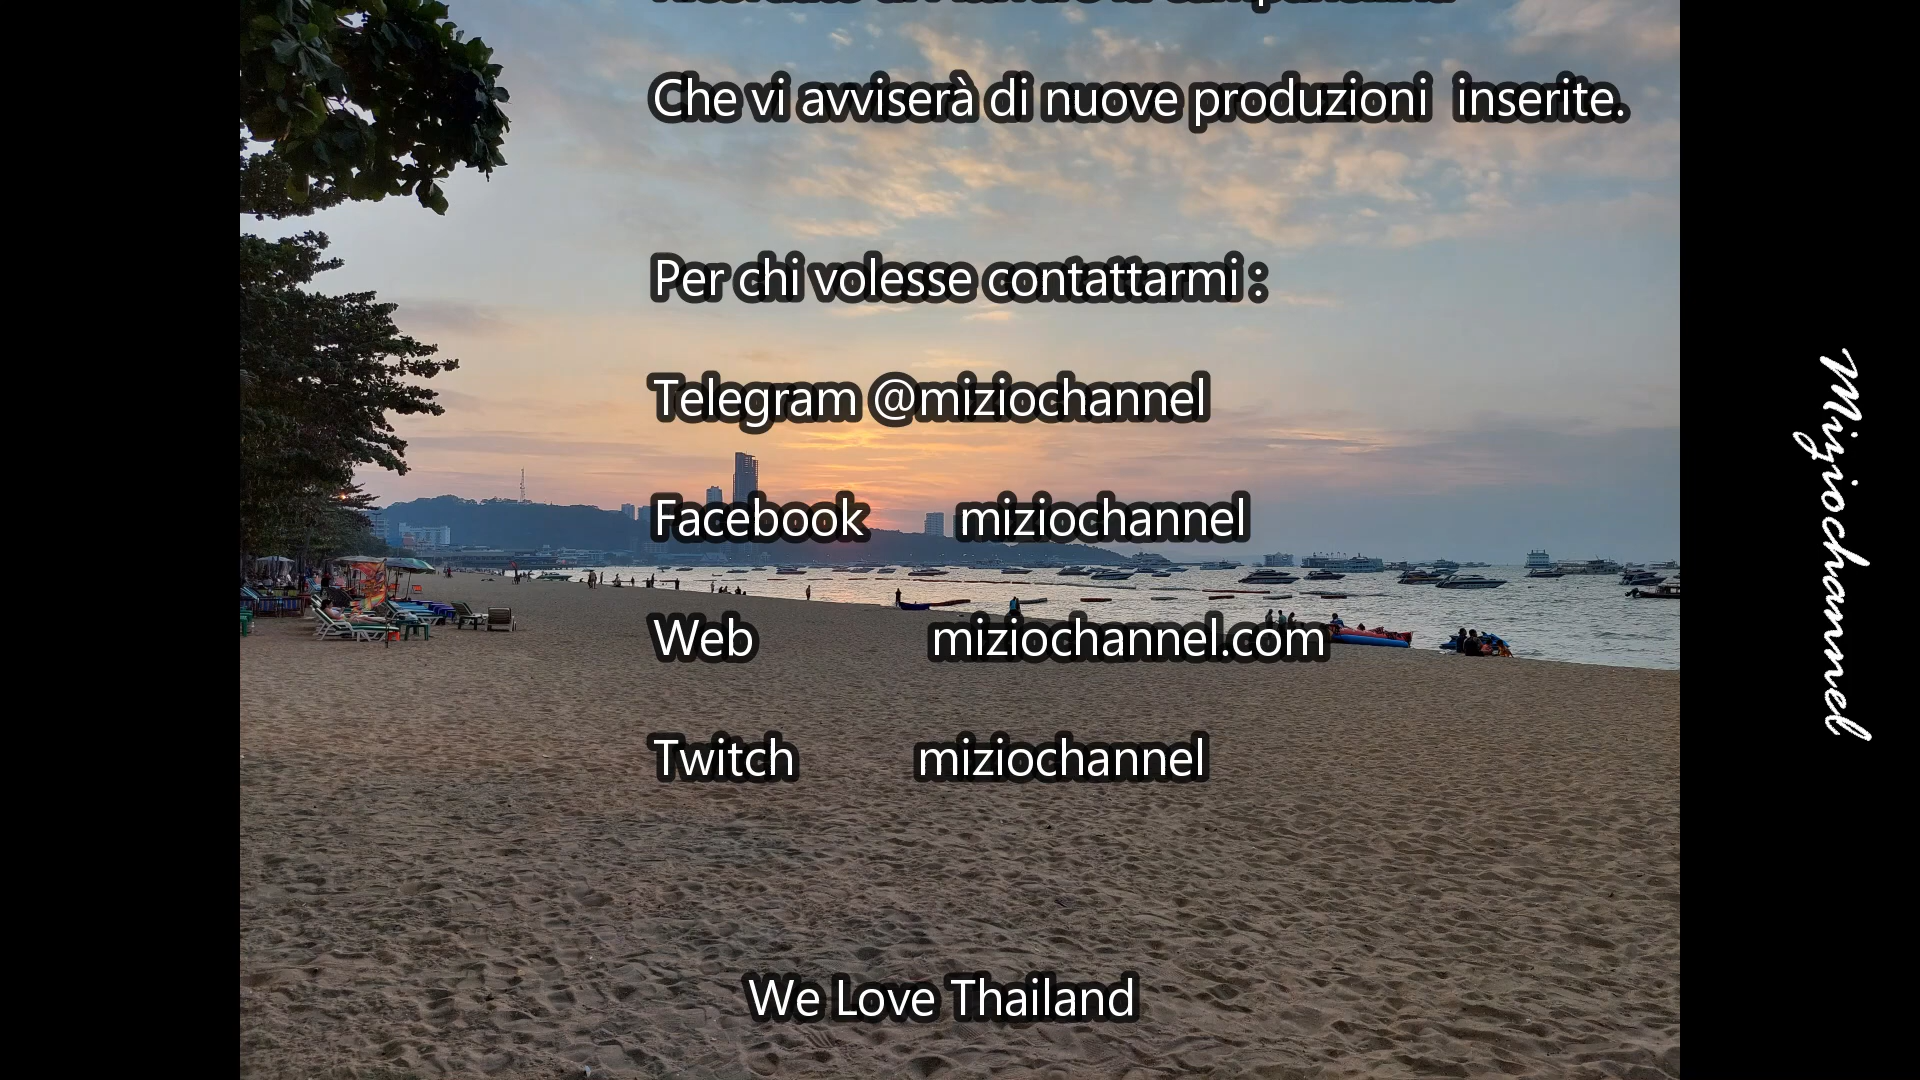 Che vi avviserà di nuove produzioni  inserite.
Per chi volesse contattarmi :
Telegram @miziochannel
Facebook miziochannel
Web miziochannel.com
Twitch miziochannel
We Love Thailand
Miziochannel